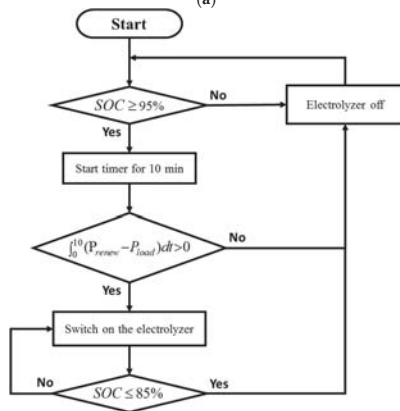 (a)
Start
SOC ≥ 95%
No
Electrolyzer off
Yes
Start timer for 10 min
∫₀¹⁰(P_renew − P_load)dt>0
No
Yes
Switch on the electrolyzer
No
SOC ≤ 85%
Yes